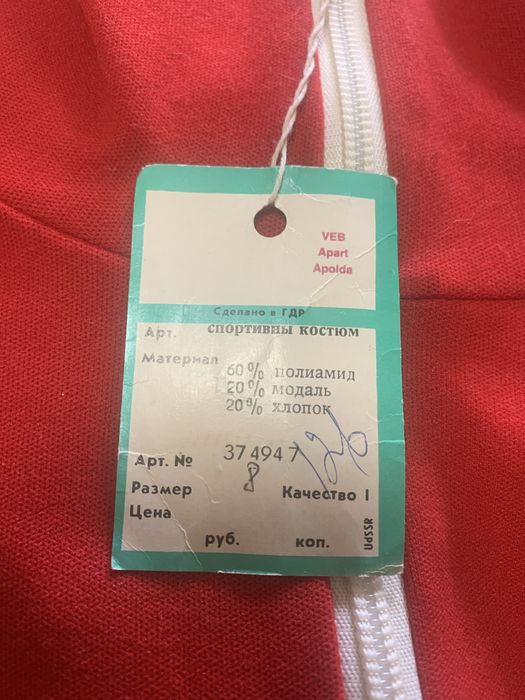 VEB
Apart
Apolda
Сделано в ГДР
Арт. спортивны костюм
Материал
60% полиамид
20% модаль
20% хлопок
Арт. № 37 494 7
8
126
Размер Качество I
Цена
руб. коп.
UdSSR